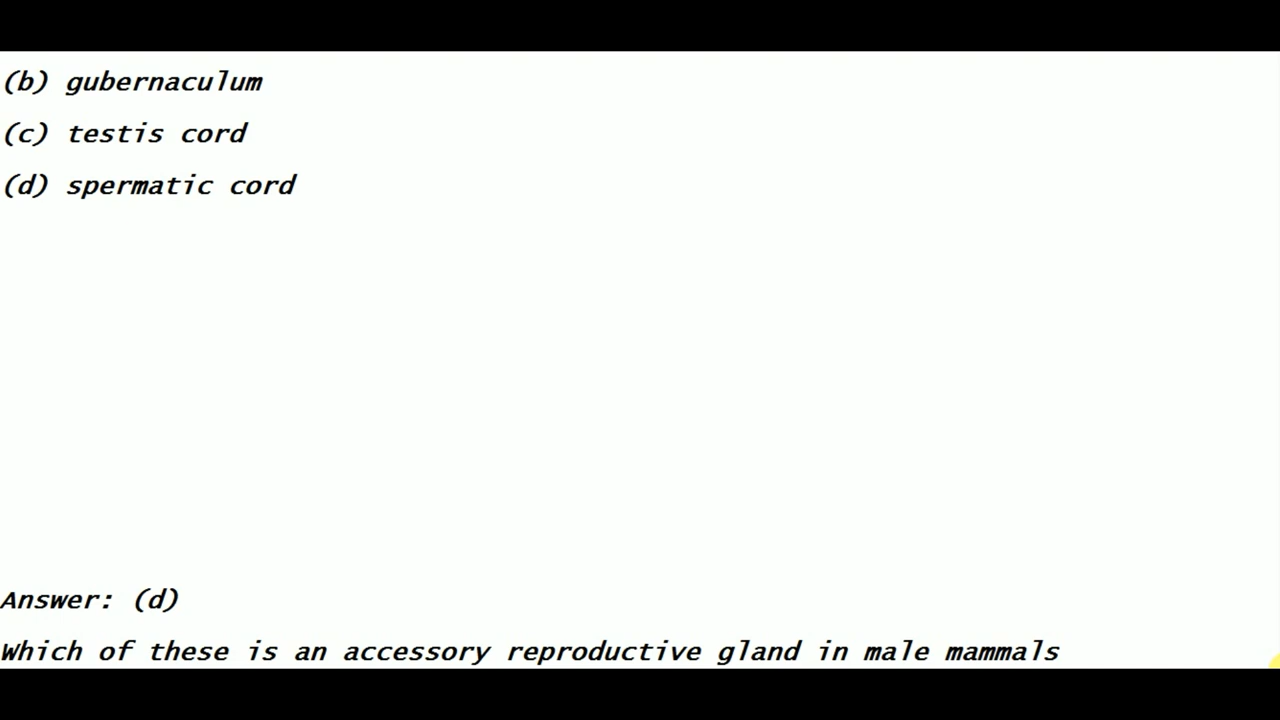 (b) gubernaculum
(c) testis cord
(d) spermatic cord
Answer: (d)
Which of these is an accessory reproductive gland in male mammals